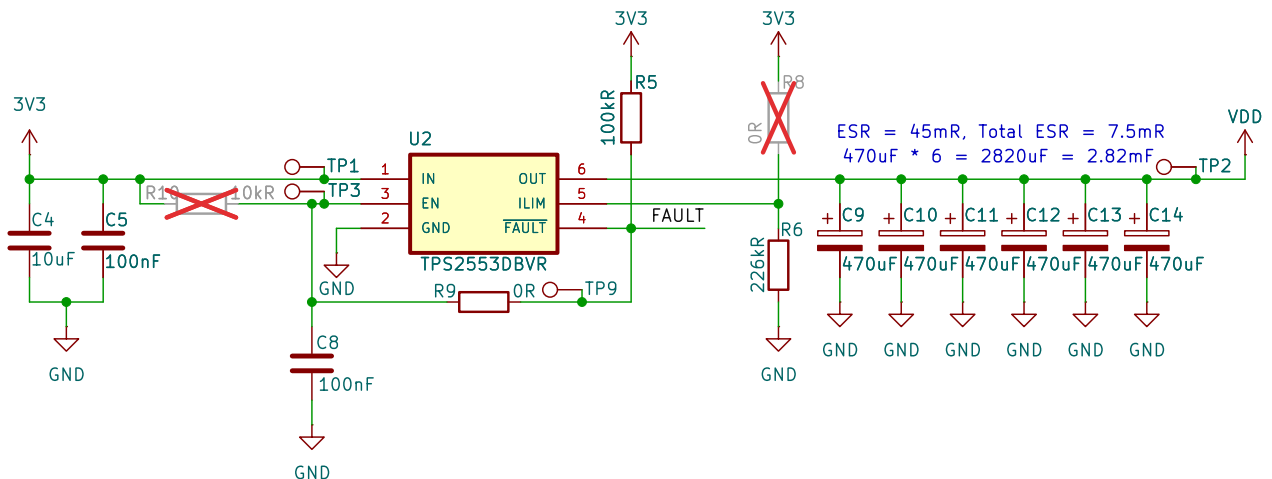 3V3
3V3
3V3
R5
100kR
R8
0R
VDD
ESR = 45mR, Total ESR = 7.5mR
470uF * 6 = 2820uF = 2.82mF
U2
TP1
TP2
1
IN
OUT
6
R10
10kR
TP3
3
EN
ILIM
5
2
GND
FAULT
4
FAULT
TPS2553DBVR
C4
10uF
C5
100nF
GND
GND
R9
0R
TP9
C8
100nF
GND
R6
226kR
GND
C9
470uF
GND
C10
470uF
GND
C11
470uF
GND
C12
470uF
GND
C13
470uF
GND
C14
470uF
GND